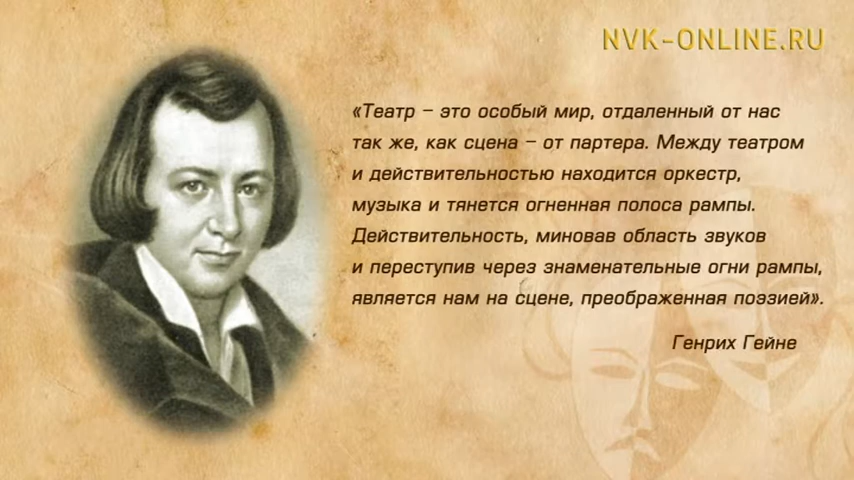 NVK-ONLINE.RU
«Театр – это особый мир, отдаленный от нас
так же, как сцена – от партера. Между театром
и действительностью находится оркестр,
музыка и тянется огненная полоса рампы.
Действительность, миновав область звуков
и переступив через знаменательные огни рампы,
является нам на сцене, преображенная поэзией».
Генрих Гейне